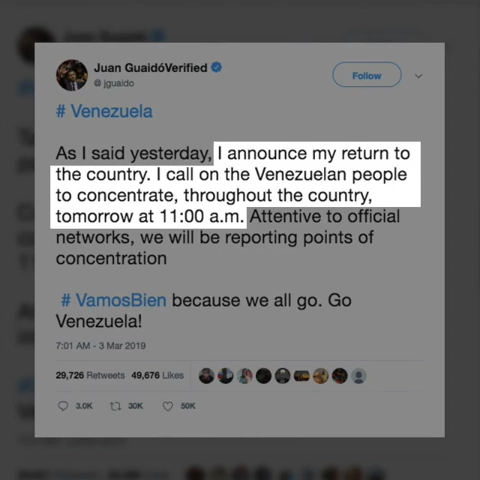 Juan GuaidóVerified
@jguaido
Follow
# Venezuela
As I said yesterday, I announce my return to
the country. I call on the Venezuelan people
to concentrate, throughout the country,
tomorrow at 11:00 a.m. Attentive to official
networks, we will be reporting points of
concentration
# VamosBien because we all go. Go
Venezuela!
7:01 AM - 3 Mar 2019
29,726 Retweets 49,676 Likes
3.0K 30K 50K